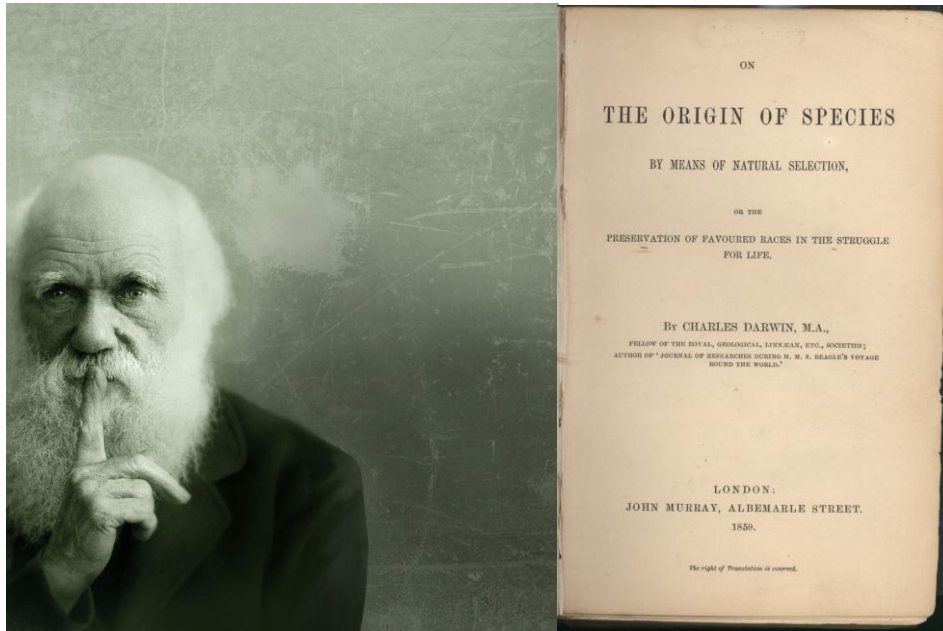 ON
THE ORIGIN OF SPECIES
BY MEANS OF NATURAL SELECTION,
OR THE
PRESERVATION OF FAVOURED RACES IN THE STRUGGLE
FOR LIFE.
BY CHARLES DARWIN, M.A.,
FELLOW OF THE ROYAL, GEOLOGICAL, LINNÆAN, ETC., SOCIETIES;
AUTHOR OF 'JOURNAL OF RESEARCHES DURING H. M. S. BEAGLE'S VOYAGE
ROUND THE WORLD.'
LONDON:
JOHN MURRAY, ALBEMARLE STREET.
1859.
The right of Translation is reserved.